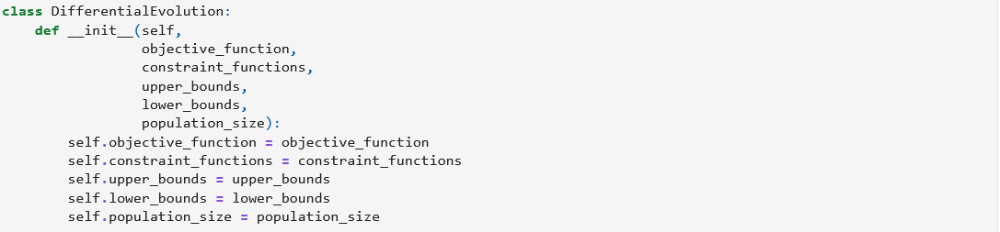 class DifferentialEvolution:
    def __init__(self,
                 objective_function,
                 constraint_functions,
                 upper_bounds,
                 lower_bounds,
                 population_size):
        self.objective_function = objective_function
        self.constraint_functions = constraint_functions
        self.upper_bounds = upper_bounds
        self.lower_bounds = lower_bounds
        self.population_size = population_size